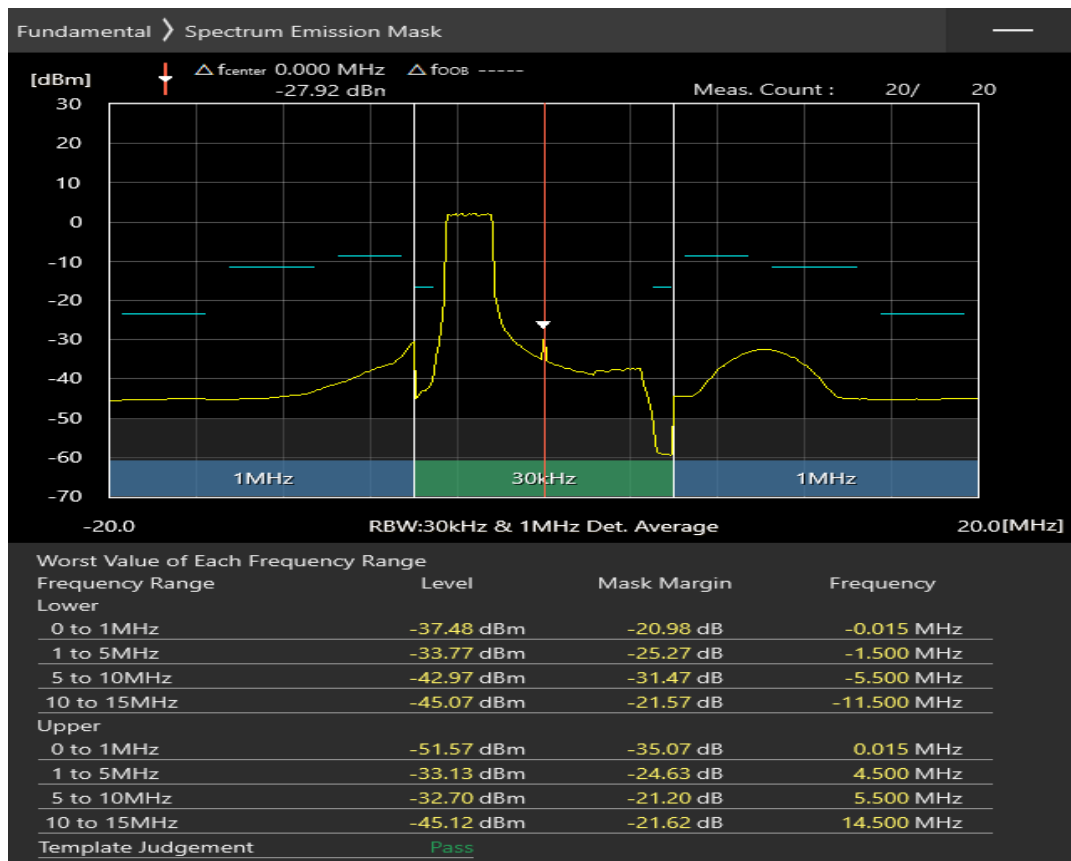 Fundamental ❯ Spectrum Emission Mask
[dBm] △ fcenter 0.000 MHz △ fOOB -----
-27.92 dBn Meas. Count : 20/ 20
30
20
10
0
-10
-20
-30
-40
-50
-60
-70
1MHz 30kHz 1MHz
-20.0 RBW:30kHz & 1MHz Det. Average 20.0[MHz]
Worst Value of Each Frequency Range
Frequency Range Level Mask Margin Frequency
Lower
0 to 1MHz -37.48 dBm -20.98 dB -0.015 MHz
1 to 5MHz -33.77 dBm -25.27 dB -1.500 MHz
5 to 10MHz -42.97 dBm -31.47 dB -5.500 MHz
10 to 15MHz -45.07 dBm -21.57 dB -11.500 MHz
Upper
0 to 1MHz -51.57 dBm -35.07 dB 0.015 MHz
1 to 5MHz -33.13 dBm -24.63 dB 4.500 MHz
5 to 10MHz -32.70 dBm -21.20 dB 5.500 MHz
10 to 15MHz -45.12 dBm -21.62 dB 14.500 MHz
Template Judgement Pass